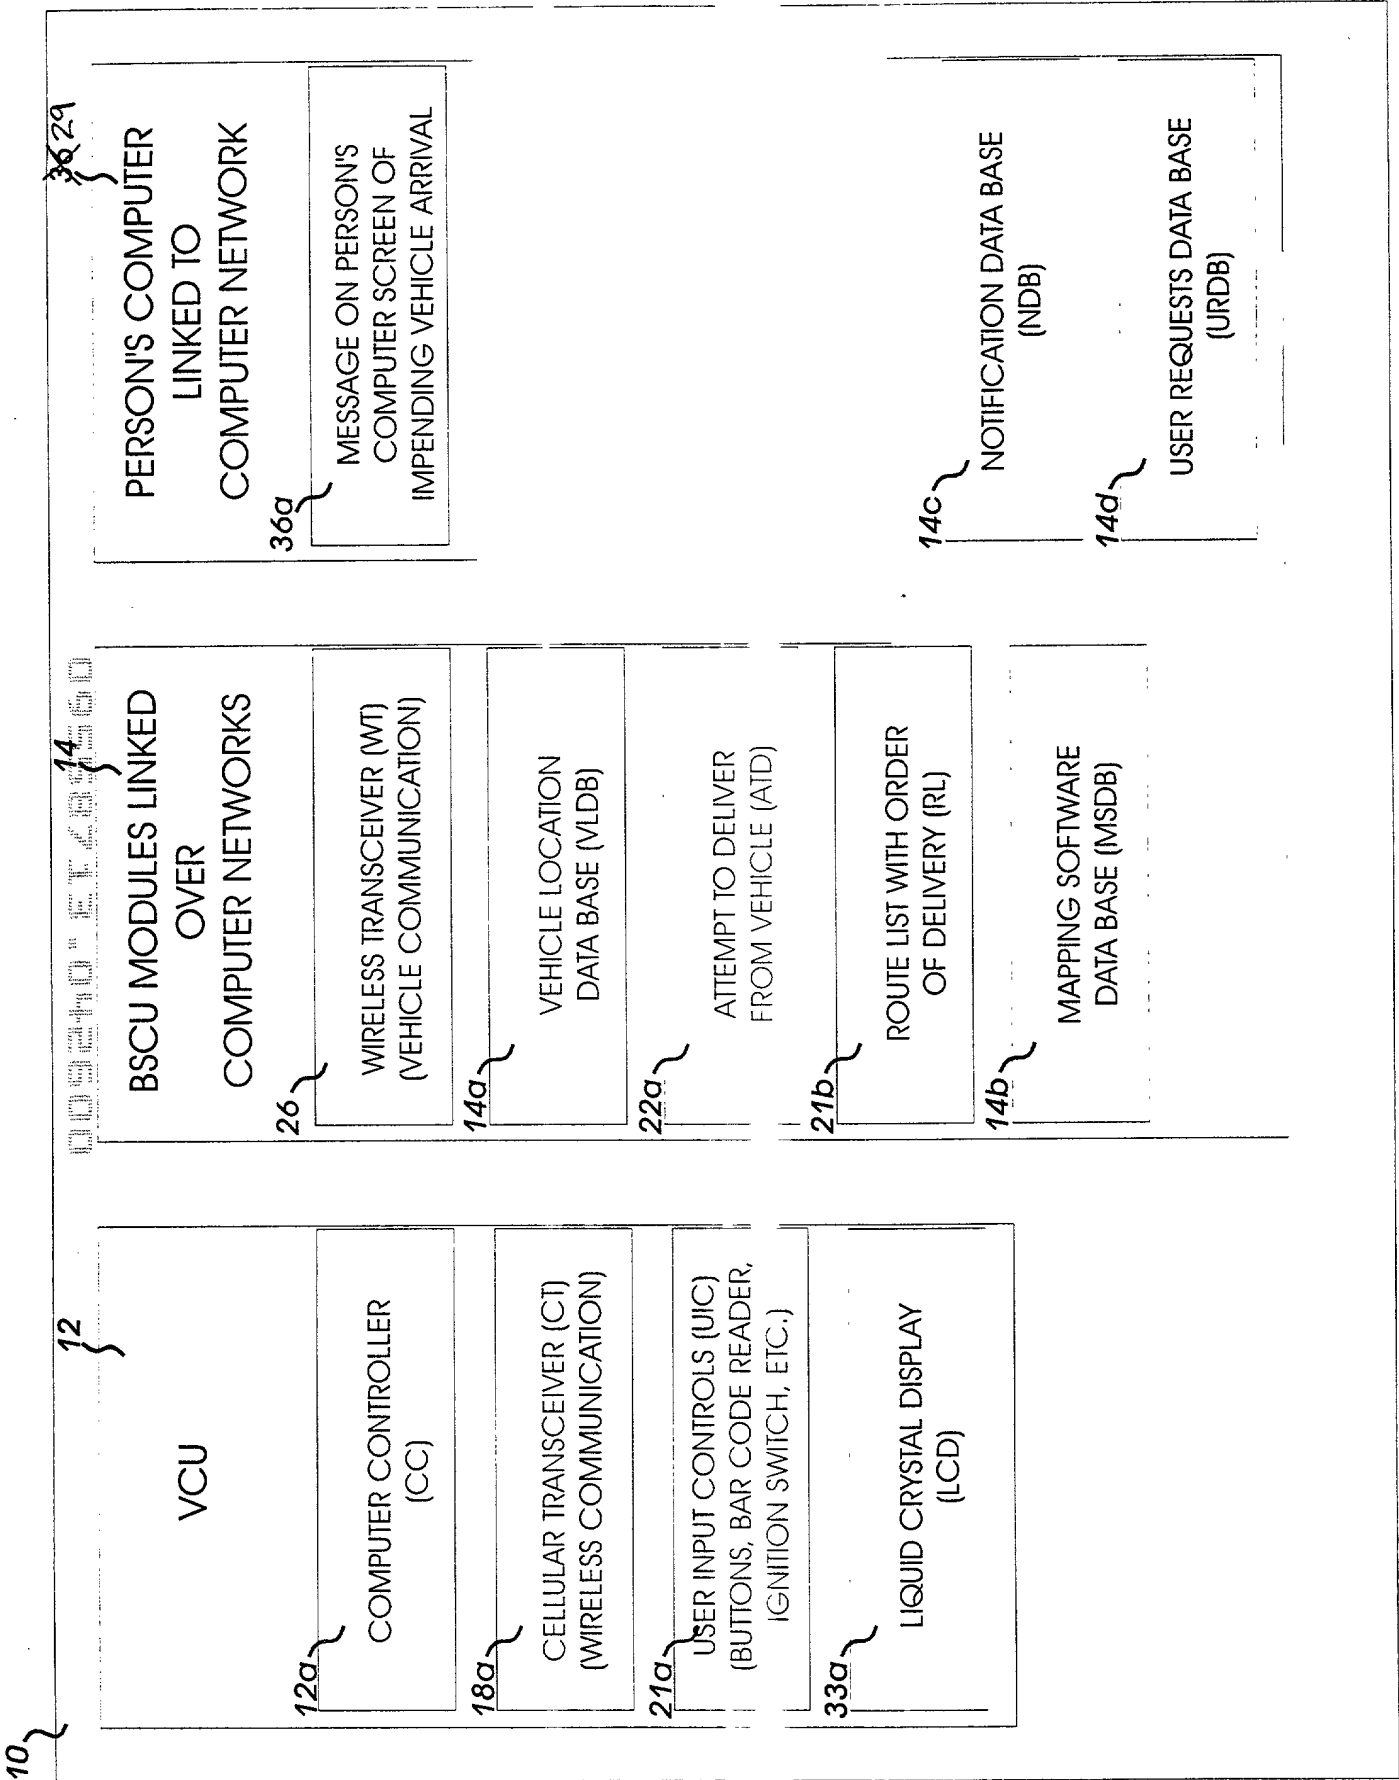 10
12
VCU
12a
COMPUTER CONTROLLER
(CC)
18a
CELLULAR TRANSCEIVER (CT)
(WIRELESS COMMUNICATION)
21a
USER INPUT CONTROLS (UIC)
(BUTTONS, BAR CODE READER,
IGNITION SWITCH, ETC.,)
33a
LIQUID CRYSTAL DISPLAY
(LCD)
14
BSCU MODULES LINKED
OVER
COMPUTER NETWORKS
26
WIRELESS TRANSCEIVER (WT)
(VEHICLE COMMUNICATION)
14a
VEHICLE LOCATION
DATA BASE (VLDB)
22a
ATTEMPT TO DELIVER
FROM VEHICLE (ATD)
21b
ROUTE LIST WITH ORDER
OF DELIVERY (RL)
14b
MAPPING SOFTWARE
DATA BASE (MSDB)
36 29
PERSON'S COMPUTER
LINKED TO
COMPUTER NETWORK
36a
MESSAGE ON PERSON'S
COMPUTER SCREEN OF
IMPENDING VEHICLE ARRIVAL
14c
NOTIFICATION DATA BASE
(NDB)
14d
USER REQUESTS DATA BASE
(URDB)